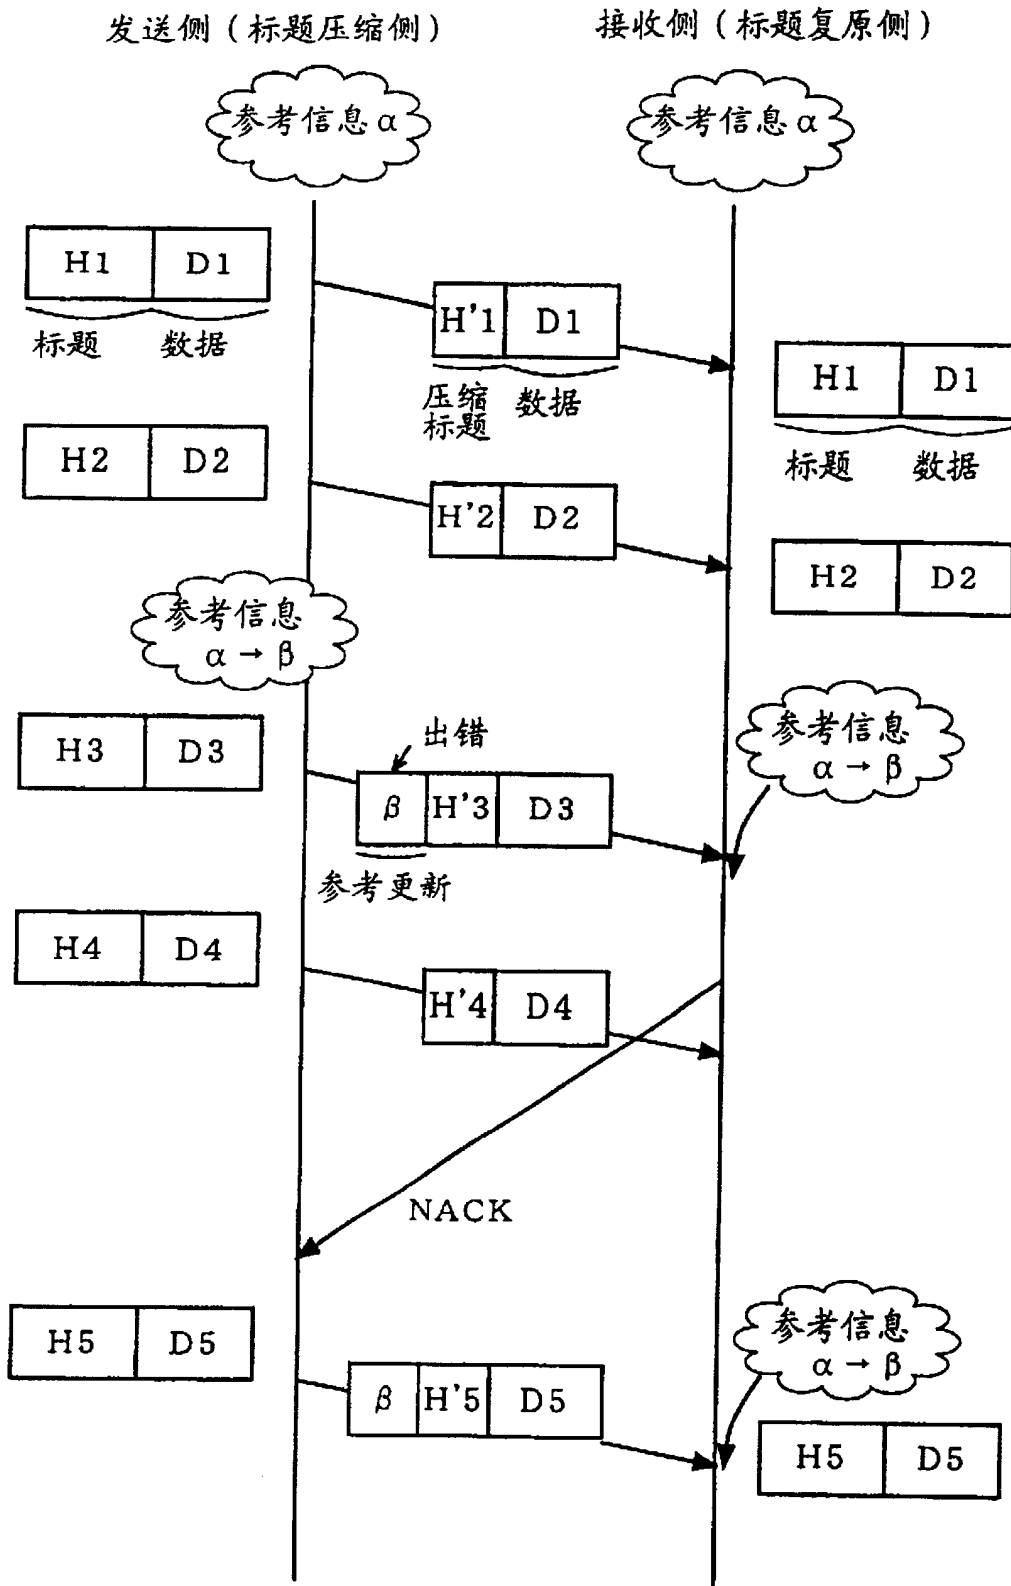 发送侧（标题压缩侧）
接收侧（标题复原侧）
参考信息 α
参考信息 α
H1 D1
标题 数据
H'1 D1
压缩
标题
数据
H1 D1
标题 数据
H2 D2
H'2 D2
H2 D2
参考信息
α → β
H3 D3
出错
β H'3 D3
参考更新
参考信息
α → β
H4 D4
H'4 D4
NACK
H5 D5
β H'5 D5
参考信息
α → β
H5 D5